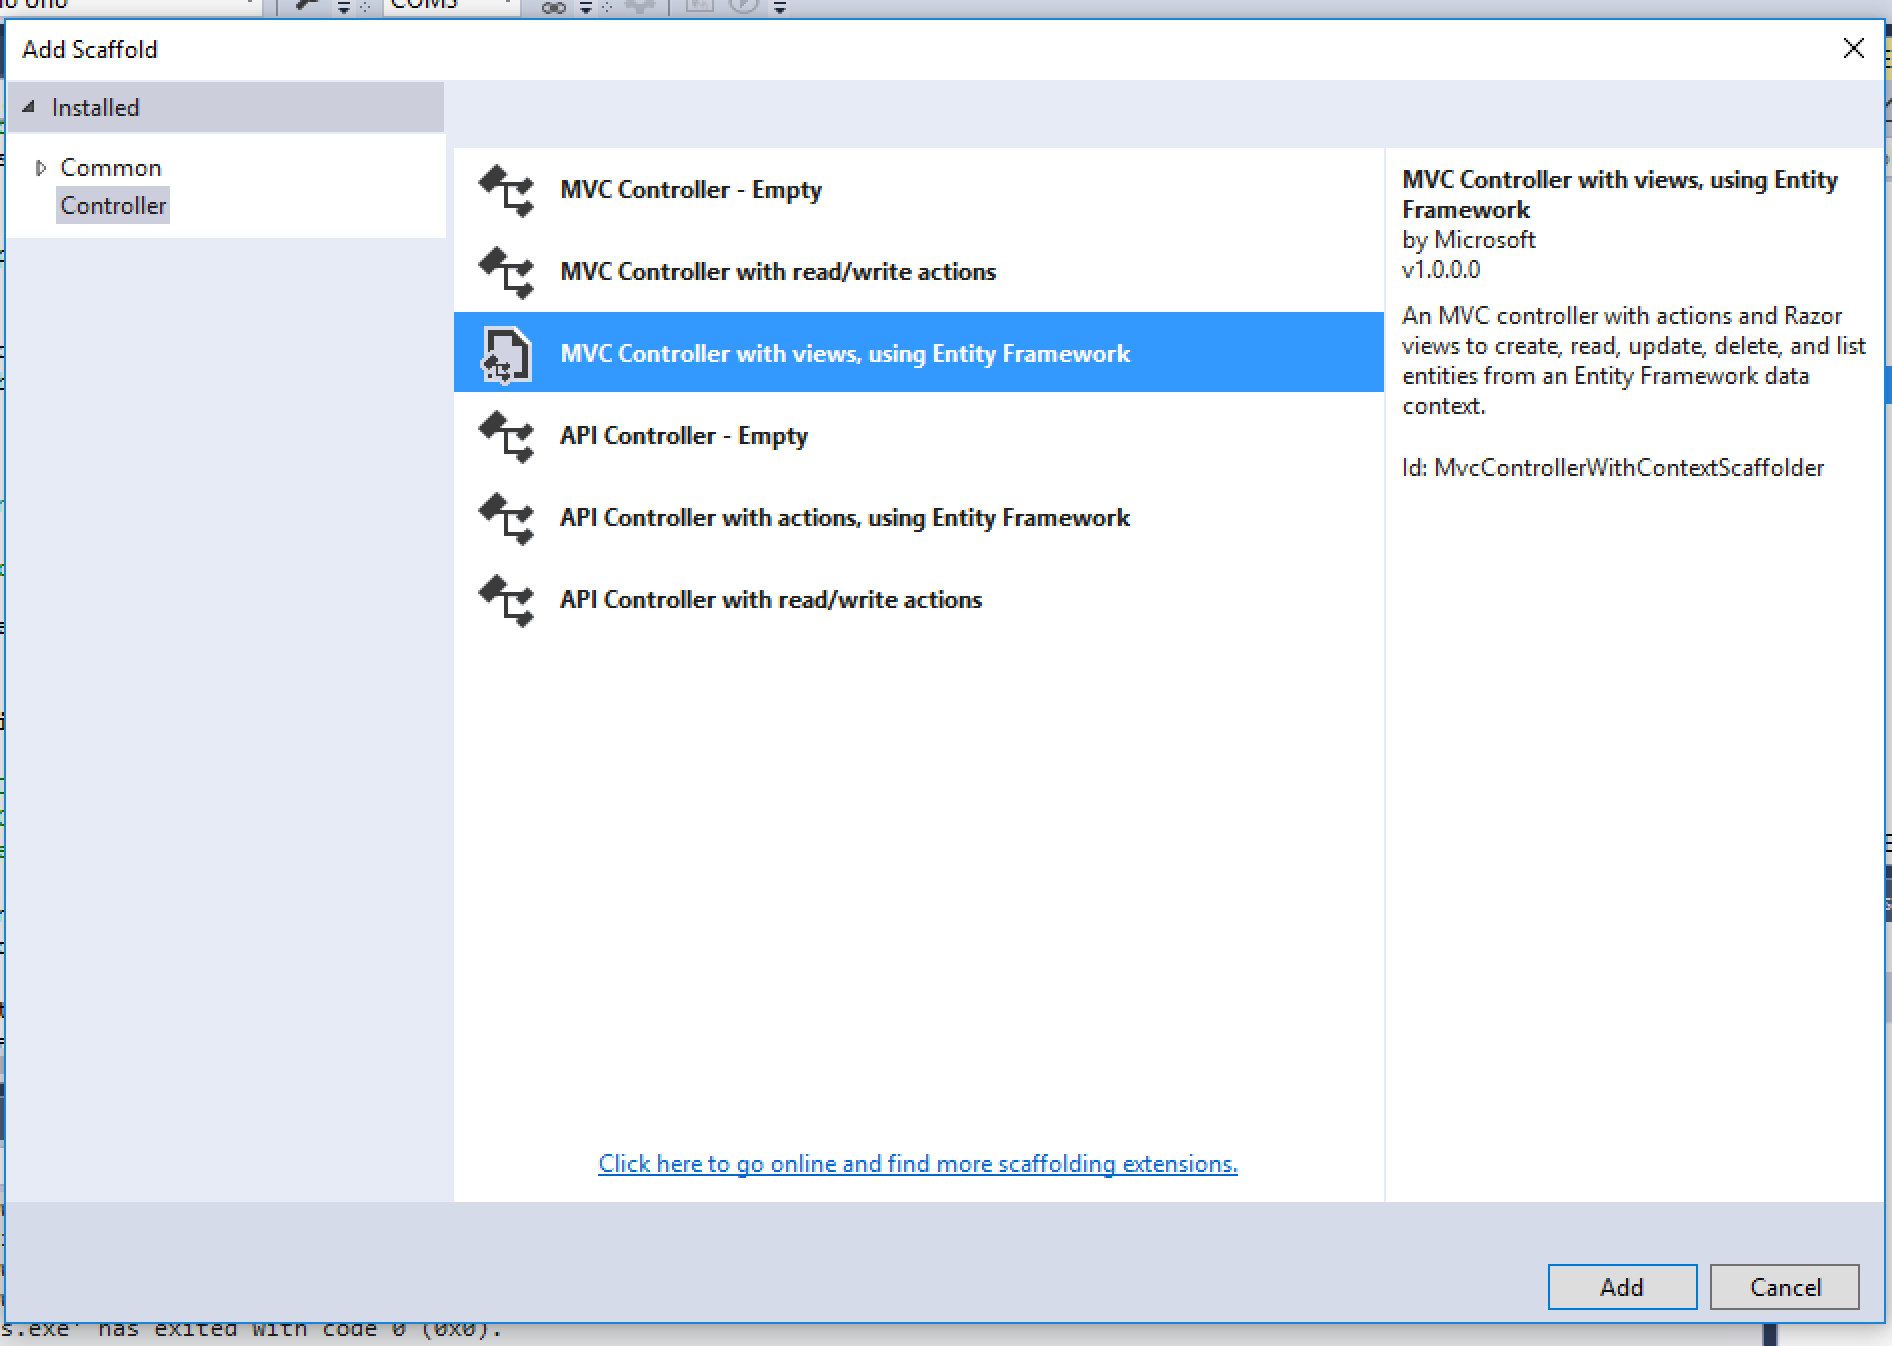 COM3
Add Scaffold
Installed
Common
Controller
MVC Controller - Empty
MVC Controller with read/write actions
MVC Controller with views, using Entity Framework
API Controller - Empty
API Controller with actions, using Entity Framework
API Controller with read/write actions
Click here to go online and find more scaffolding extensions.
MVC Controller with views, using Entity
Framework
by Microsoft
v1.0.0.0
An MVC controller with actions and Razor
views to create, read, update, delete, and list
entities from an Entity Framework data
context.
Id: MvcControllerWithContextScaffolder
Add
Cancel
s.exe' has exited with code 0 (0x0).